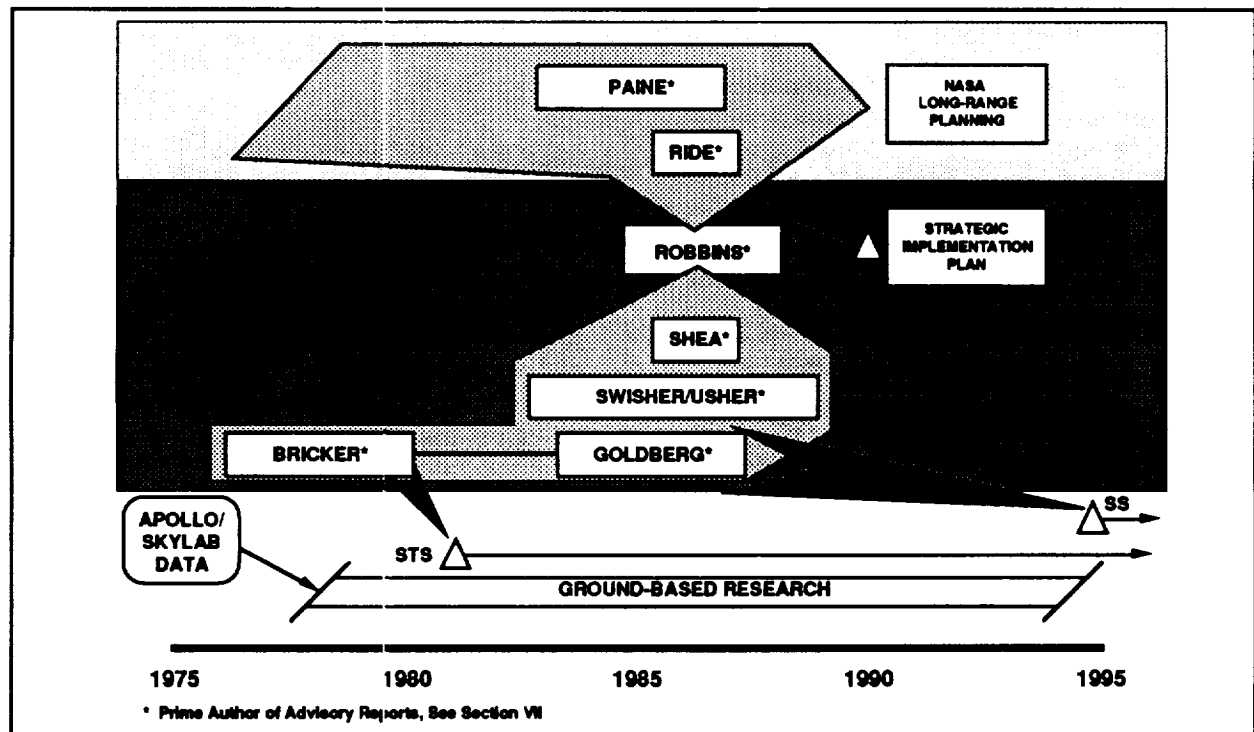 PAINE*
NASA
LONG-RANGE
PLANNING
RIDE*
ROBBINS*
STRATEGIC
IMPLEMENTATION
PLAN
SHEA*
SWISHER/USHER*
BRICKER*
GOLDBERG*
APOLLO/
SKYLAB
DATA
SS
STS
GROUND-BASED RESEARCH
1975 1980 1985 1990 1995
* Prime Author of Advisory Reports, See Section VII